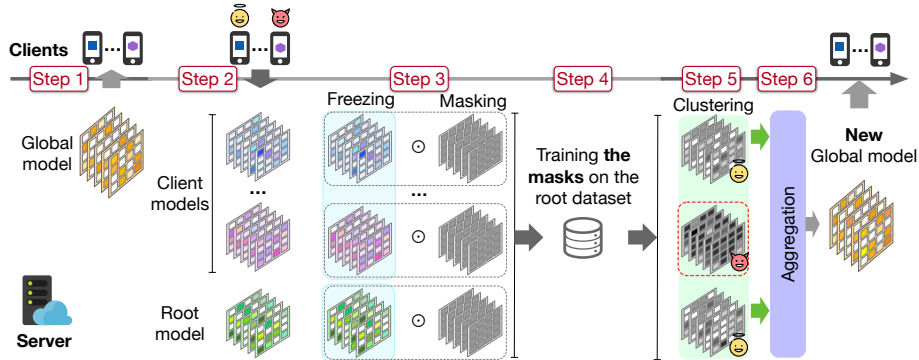 Clients
...
...
...
Step 1
Step 2
Step 3
Step 4
Step 5
Step 6
Freezing
Masking
Clustering
Global
model
Client
models
...
...
Training the
masks on the
root dataset
Aggregation
New
Global model
Root
model
Server